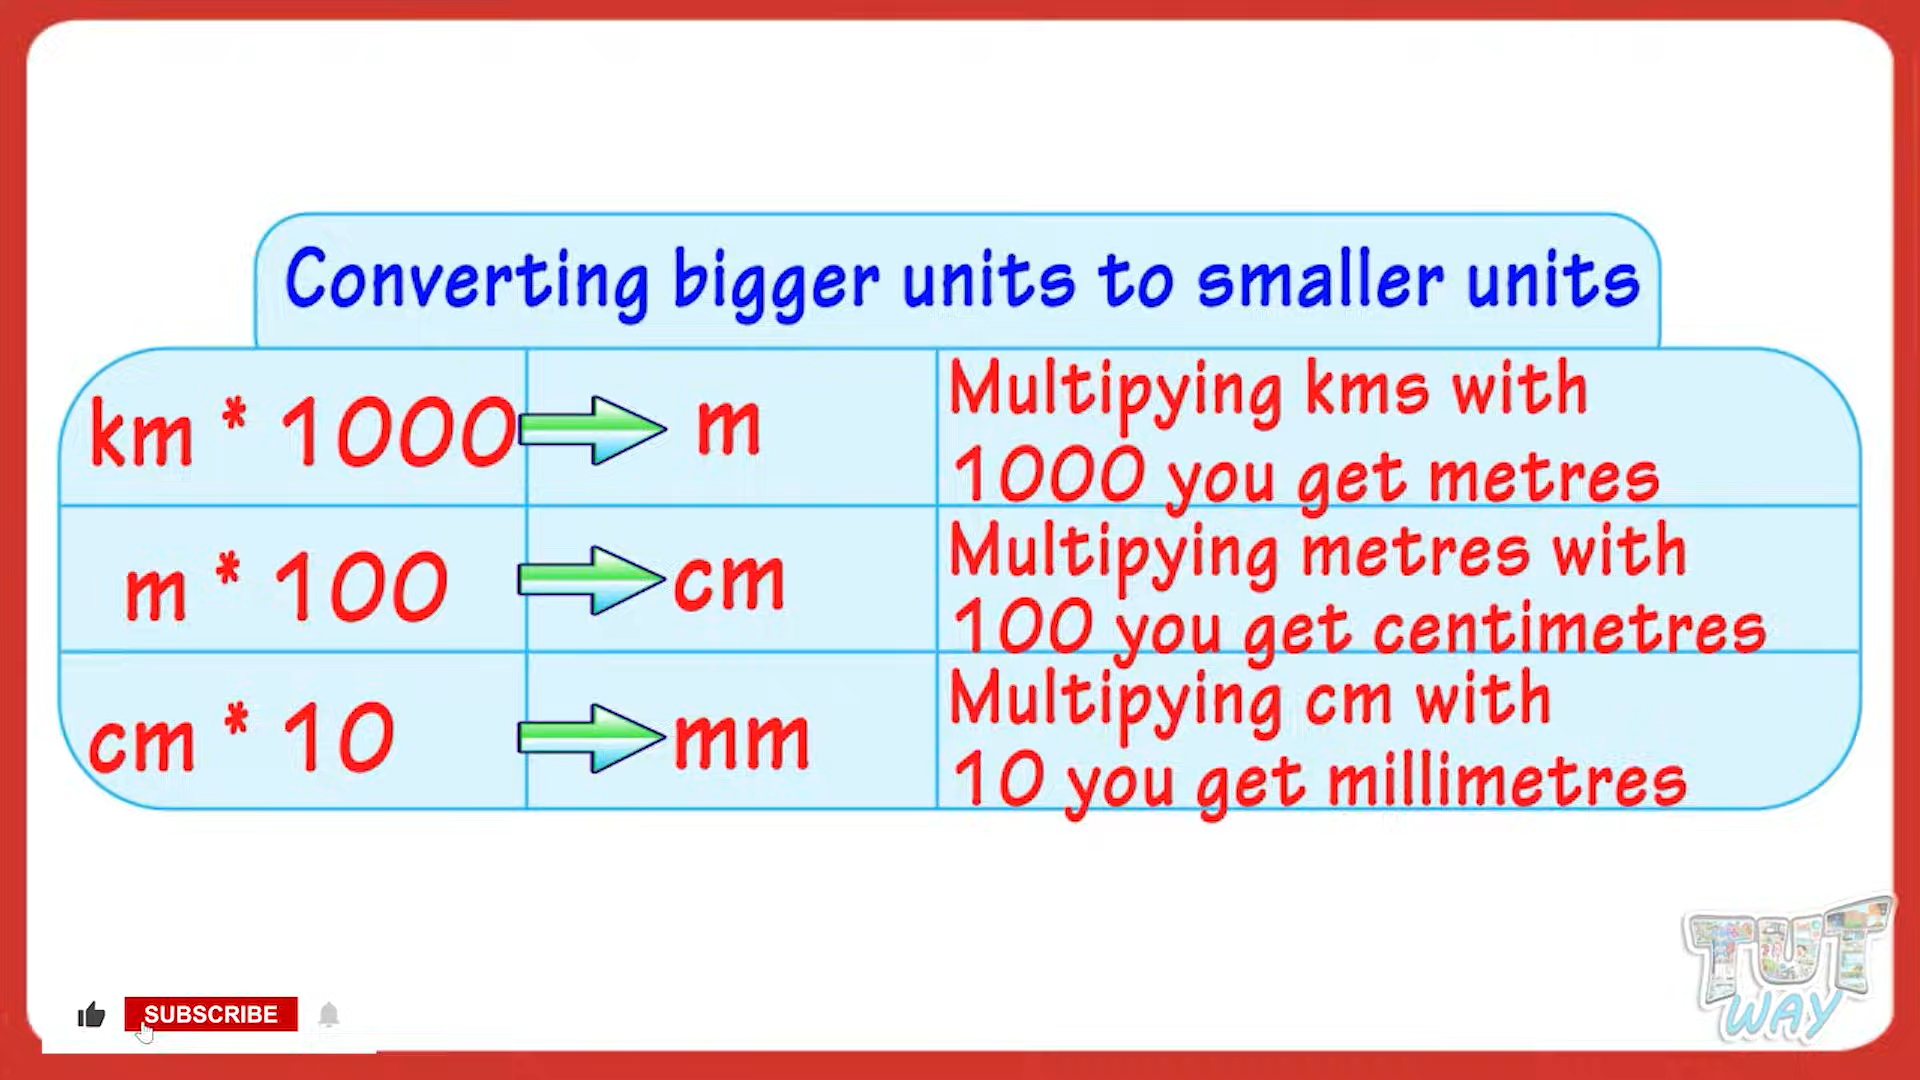 Converting bigger units to smaller units
km * 1000 m Multipying kms with
1000 you get metres
m * 100 cm Multipying metres with
100 you get centimetres
cm * 10 mm Multipying cm with
10 you get millimetres
SUBSCRIBE
TUT
WAY